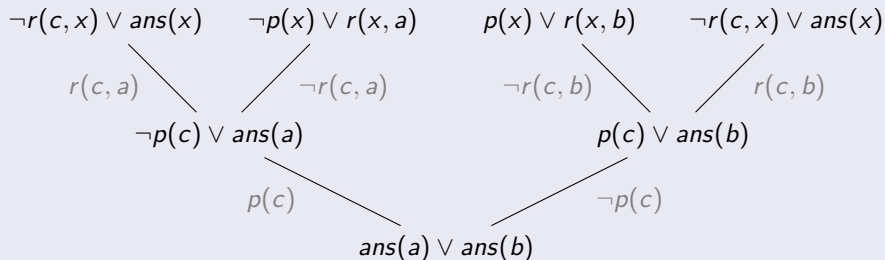 ¬r(c, x) ∨ ans(x) ¬p(x) ∨ r(x, a) p(x) ∨ r(x, b) ¬r(c, x) ∨ ans(x)
r(c, a) ¬r(c, a) ¬r(c, b) r(c, b)
¬p(c) ∨ ans(a) p(c) ∨ ans(b)
p(c) ¬p(c)
ans(a) ∨ ans(b)